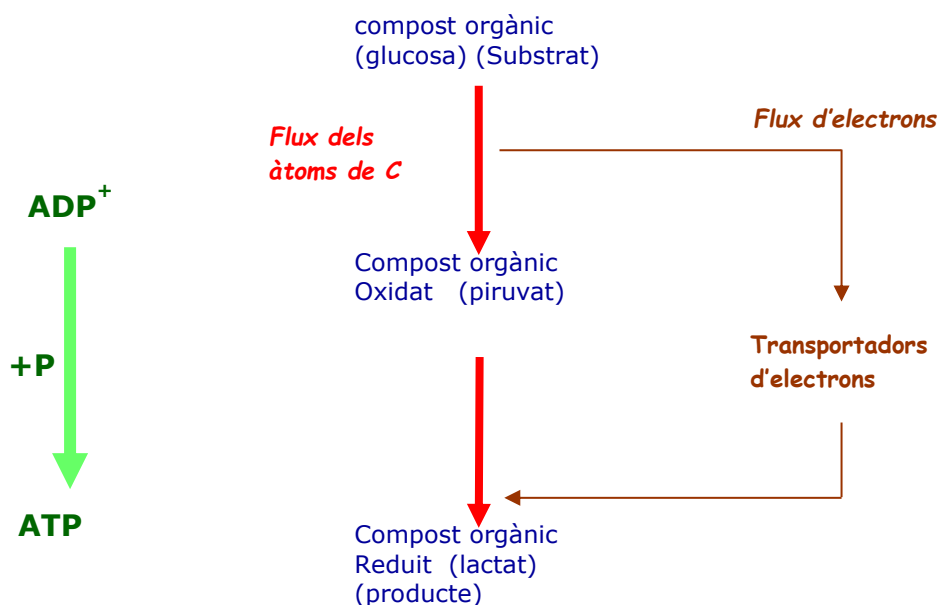 compost orgànic
(glucosa) (Substrat)
Flux d'electrons
Flux dels
àtoms de C
ADP⁺
Compost orgànic
Oxidat (piruvat)
+P
Transportadors
d'electrons
ATP
Compost orgànic
Reduit (lactat)
(producte)